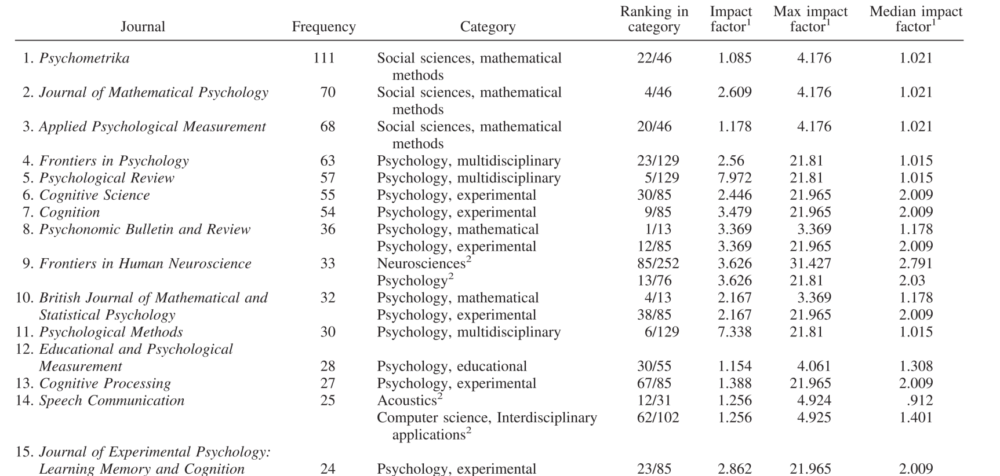 Journal Frequency Category Ranking in category Impact factor1 Max impact factor1 Median impact factor1
1. Psychometrika 111 Social sciences, mathematical 22/46 1.085 4.176 1.021
methods
2. Journal of Mathematical Psychology 70 Social sciences, mathematical 4/46 2.609 4.176 1.021
methods
3. Applied Psychological Measurement 68 Social sciences, mathematical 20/46 1.178 4.176 1.021
methods
4. Frontiers in Psychology 63 Psychology, multidisciplinary 23/129 2.56 21.81 1.015
5. Psychological Review 57 Psychology, multidisciplinary 5/129 7.972 21.81 1.015
6. Cognitive Science 55 Psychology, experimental 30/85 2.446 21.965 2.009
7. Cognition 54 Psychology, experimental 9/85 3.479 21.965 2.009
8. Psychonomic Bulletin and Review 36 Psychology, mathematical 1/13 3.369 3.369 1.178
Psychology, experimental 12/85 3.369 21.965 2.009
9. Frontiers in Human Neuroscience 33 Neurosciences2 85/252 3.626 31.427 2.791
Psychology2 13/76 3.626 21.81 2.03
10. British Journal of Mathematical and 32 Psychology, mathematical 4/13 2.167 3.369 1.178
Statistical Psychology Psychology, experimental 38/85 2.167 21.965 2.009
11. Psychological Methods 30 Psychology, multidisciplinary 6/129 7.338 21.81 1.015
12. Educational and Psychological
Measurement 28 Psychology, educational 30/55 1.154 4.061 1.308
13. Cognitive Processing 27 Psychology, experimental 67/85 1.388 21.965 2.009
14. Speech Communication 25 Acoustics2 12/31 1.256 4.924 .912
Computer science, Interdisciplinary 62/102 1.256 4.925 1.401
applications2
15. Journal of Experimental Psychology:
Learning Memory and Cognition 24 Psychology, experimental 23/85 2.862 21.965 2.009